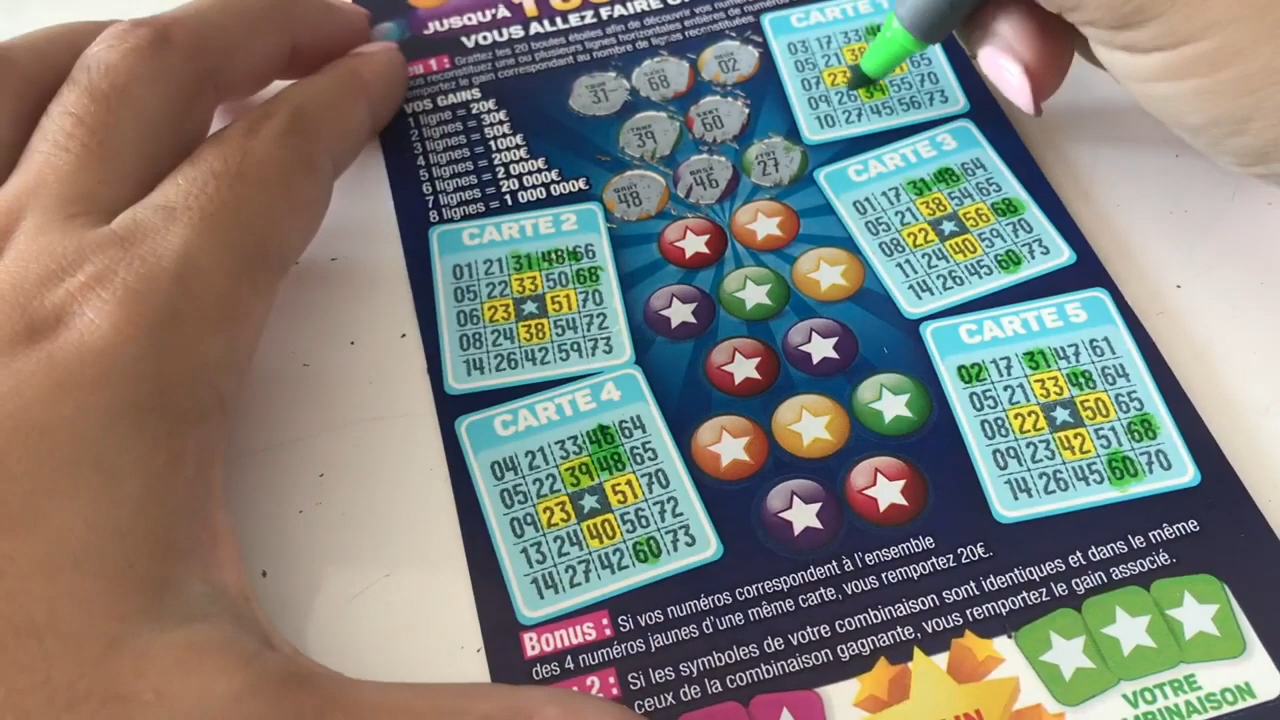 JUSQU'À
VOUS ALLEZ FAIRE
1 : Grattez les 20 boules étoiles afin de découvrir vos
reconstituez une ou plusieurs lignes horizontales entières de numéros
remportez le gain correspondant au nombre de lignes reconstituées.
VOS GAINS
1 ligne = 20€
2 lignes = 30€
3 lignes = 50€
4 lignes = 100€
5 lignes = 200€
6 lignes = 2 000€
7 lignes = 20 000€
8 lignes = 1 000 000€
31 68 02
39 60
48 46 27
CARTE 1
03 17 33
05 21 38 65
07 23 70
09 26 39 55
10 27 45 56 73
CARTE 2
01 21 31 48 66
05 22 33 50 68
06 23 51 70
08 24 38 54 72
14 26 42 59 73
CARTE 3
01 17 31 48 64
05 21 38 54 65
08 22 56 68
11 24 40 59 70
14 26 45 60 73
CARTE 4
04 21 33 46 64
05 22 39 48 65
09 23 51 70
13 24 40 56 72
14 27 42 60 73
CARTE 5
02 17 31 47 61
05 21 33 48 64
08 22 50 65
09 23 42 51 68
14 26 45 60 70
Bonus : Si vos numéros correspondent à l'ensemble
des 4 numéros jaunes d'une même carte, vous remportez 20€.
2 : Si les symboles de votre combinaison sont identiques et dans le même
ceux de la combinaison gagnante, vous remportez le gain associé.
VOTRE